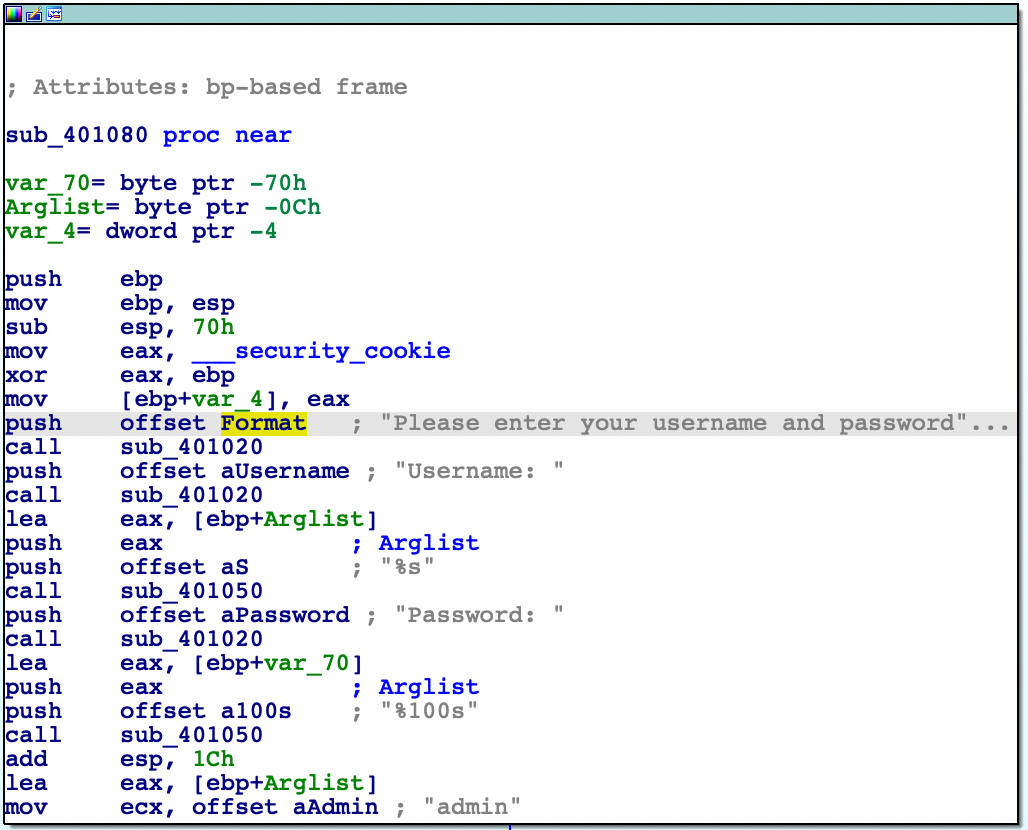 ; Attributes: bp-based frame
sub_401080 proc near
var_70= byte ptr -70h
Arglist= byte ptr -0Ch
var_4= dword ptr -4
push    ebp
mov     ebp, esp
sub     esp, 70h
mov     eax, ___security_cookie
xor     eax, ebp
mov     [ebp+var_4], eax
push    offset Format   ; "Please enter your username and password"...
call    sub_401020
push    offset aUsername ; "Username: "
call    sub_401020
lea     eax, [ebp+Arglist]
push    eax             ; Arglist
push    offset aS       ; "%s"
call    sub_401050
push    offset aPassword ; "Password: "
call    sub_401020
lea     eax, [ebp+var_70]
push    eax             ; Arglist
push    offset a100s    ; "%100s"
call    sub_401050
add     esp, 1Ch
lea     eax, [ebp+Arglist]
mov     ecx, offset aAdmin ; "admin"